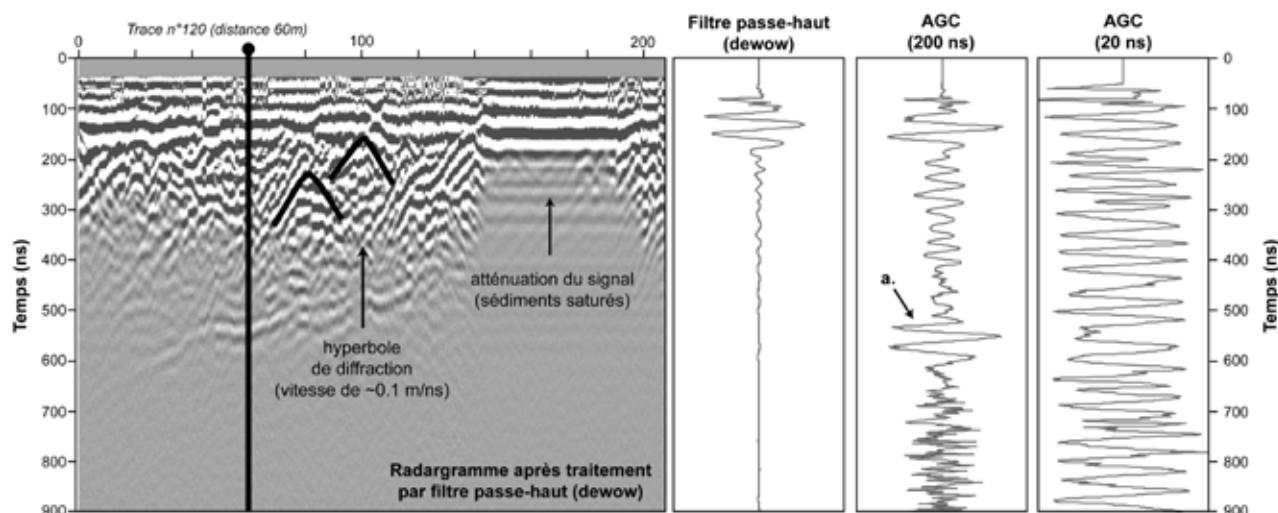 Trace n°120 (distance 60m)
0
100
200
0
100
200
300
400
500
600
700
800
900
Temps (ns)
atténuation du signal
(sédiments saturés)
hyperbole
de diffraction
(vitesse de ~0.1 m/ns)
Radargramme après traitement
par filtre passe-haut (dewow)
Filtre passe-haut
(dewow)
AGC
(200 ns)
a.
AGC
(20 ns)
0
100
200
300
400
500
600
700
800
900
Temps (ns)